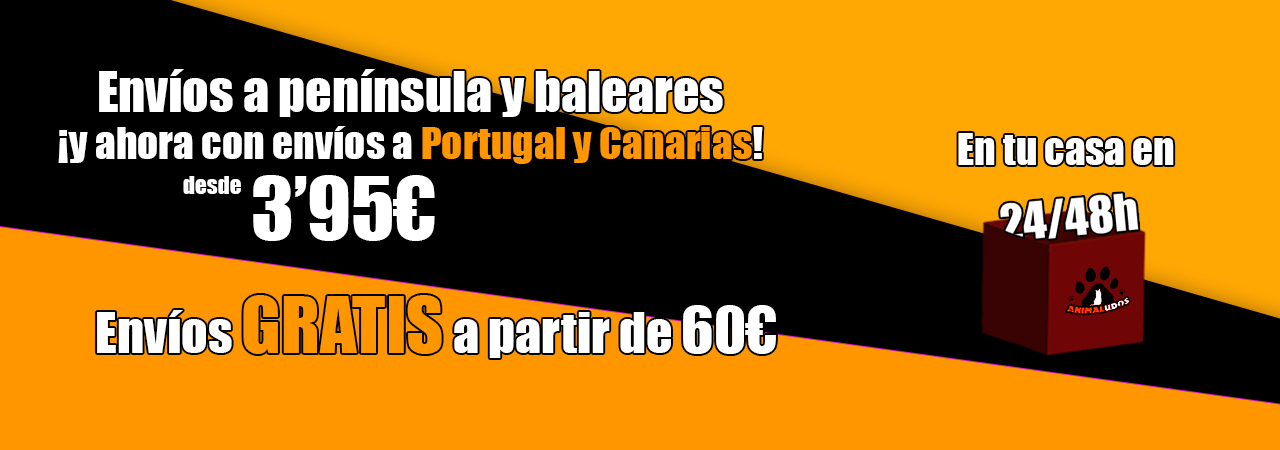 Envíos a península y baleares
¡y ahora con envíos a Portugal y Canarias!
desde 3’95€
Envíos GRATIS a partir de 60€
En tu casa en
24/48h
ANIMALUDOS